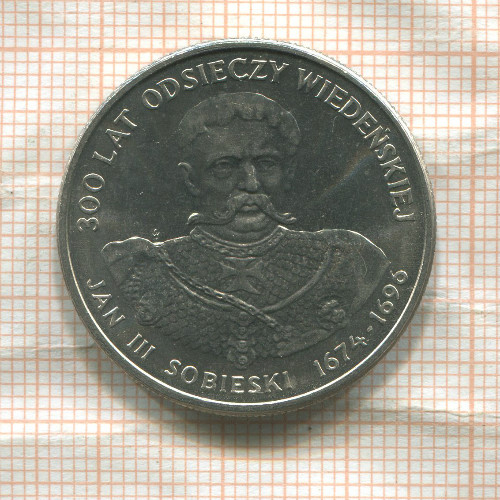 300 LAT ODSIECZY WIEDEŃSKIEJ
JAN III SOBIESKI 1674-1696